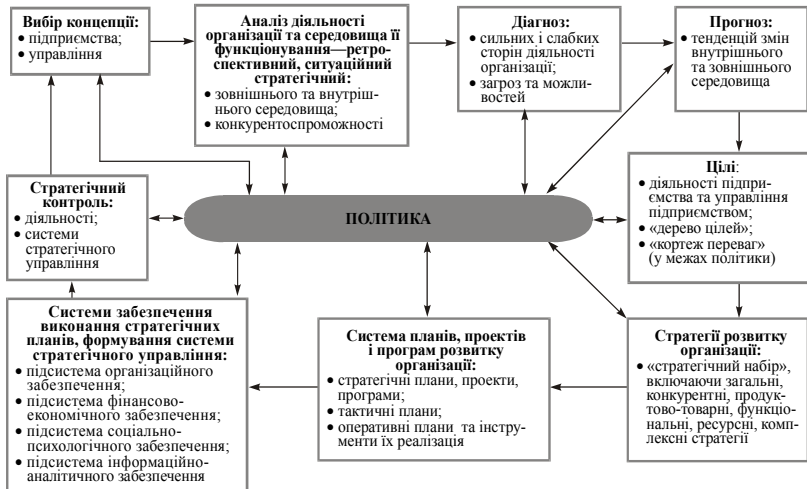 Вибір концепції:
• підприємства;
• управління
Аналіз діяльності
організації та середовища її
функціонування—ретро-
спективний, ситуаційний
стратегічний:
• зовнішнього та внутріш-
нього середовища;
• конкурентоспроможності
Діагноз:
• сильних і слабких
сторін діяльності
організації;
• загроз та можли-
востей
Прогноз:
• тенденцій змін
внутрішнього
та зовнішнього
середовища
Стратегічний
контроль:
• діяльності;
• системи
стратегічного
управління
ПОЛІТИКА
Цілі:
• діяльності підпри-
ємства та управління
підприємством;
• «дерево цілей»;
• «кортеж переваг»
(у межах політики)
Системи забезпечення
виконання стратегічних
планів, формування системи
стратегічного управління:
• підсистема організаційного
забезпечення;
• підсистема фінансово-
економічного забезпечення;
• підсистема соціально-
психологічного забезпечення;
• підсистема інформаційно-
аналітичного забезпечення
Система планів, проектів
і програм розвитку
організації:
• стратегічні плани, проекти,
програми;
• тактичні плани;
• оперативні плани та інстру-
менти їх реалізація
Стратегії розвитку
організації:
• «стратегічний набір»,
включаючи загальні,
конкурентні, продук-
тово-товарні, функціо-
нальні, ресурсні, комп-
лексні стратегії